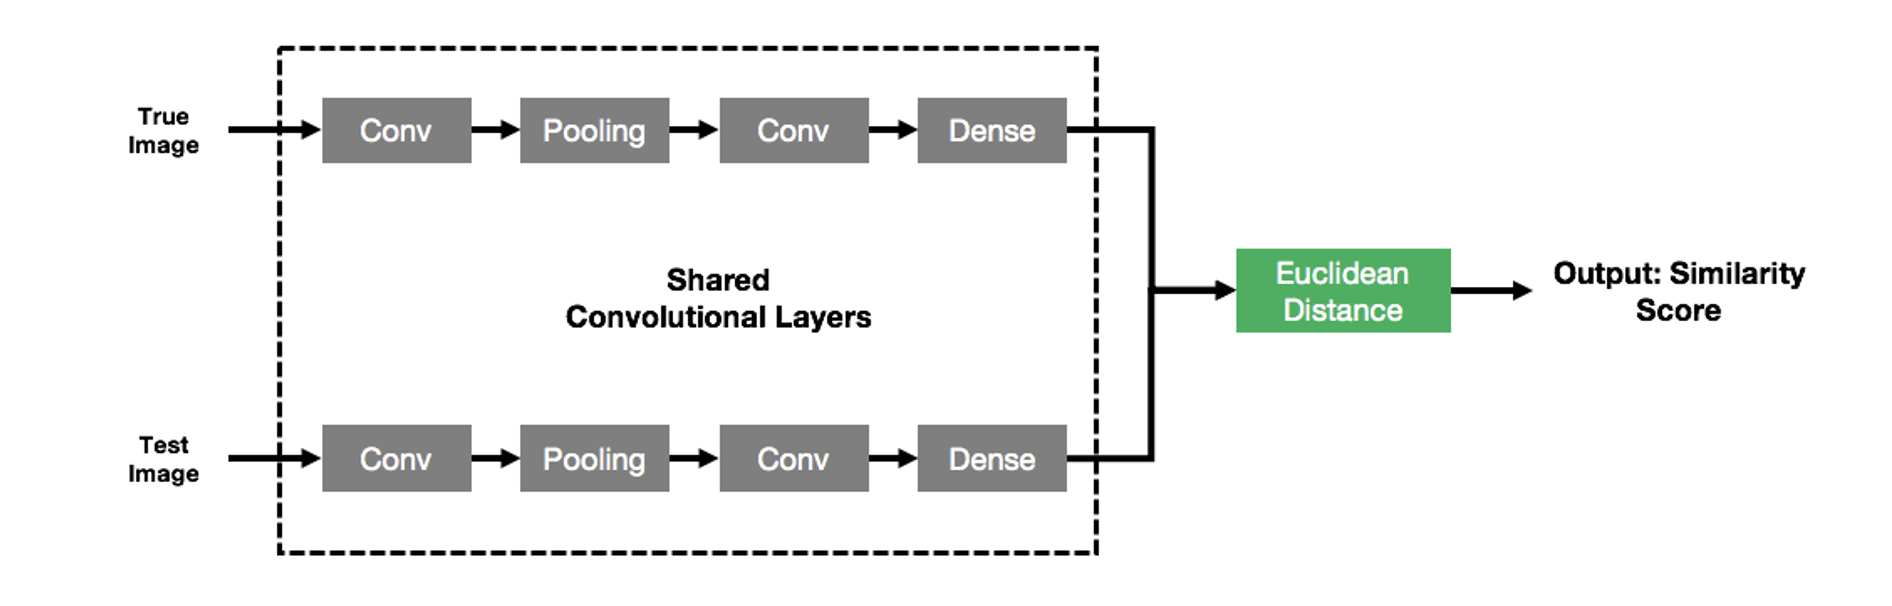 True
Image
Conv
Pooling
Conv
Dense
Shared
Convolutional Layers
Euclidean
Distance
Output: Similarity
Score
Test
Image
Conv
Pooling
Conv
Dense